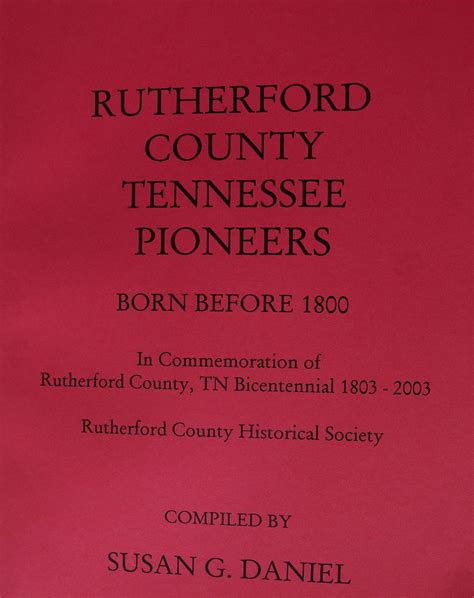 RUTHERFORD
COUNTY
TENNESSEE
PIONEERS
BORN BEFORE 1800
In Commemoration of
Rutherford County, TN Bicentennial 1803 - 2003
Rutherford County Historical Society
COMPILED BY
SUSAN G. DANIEL